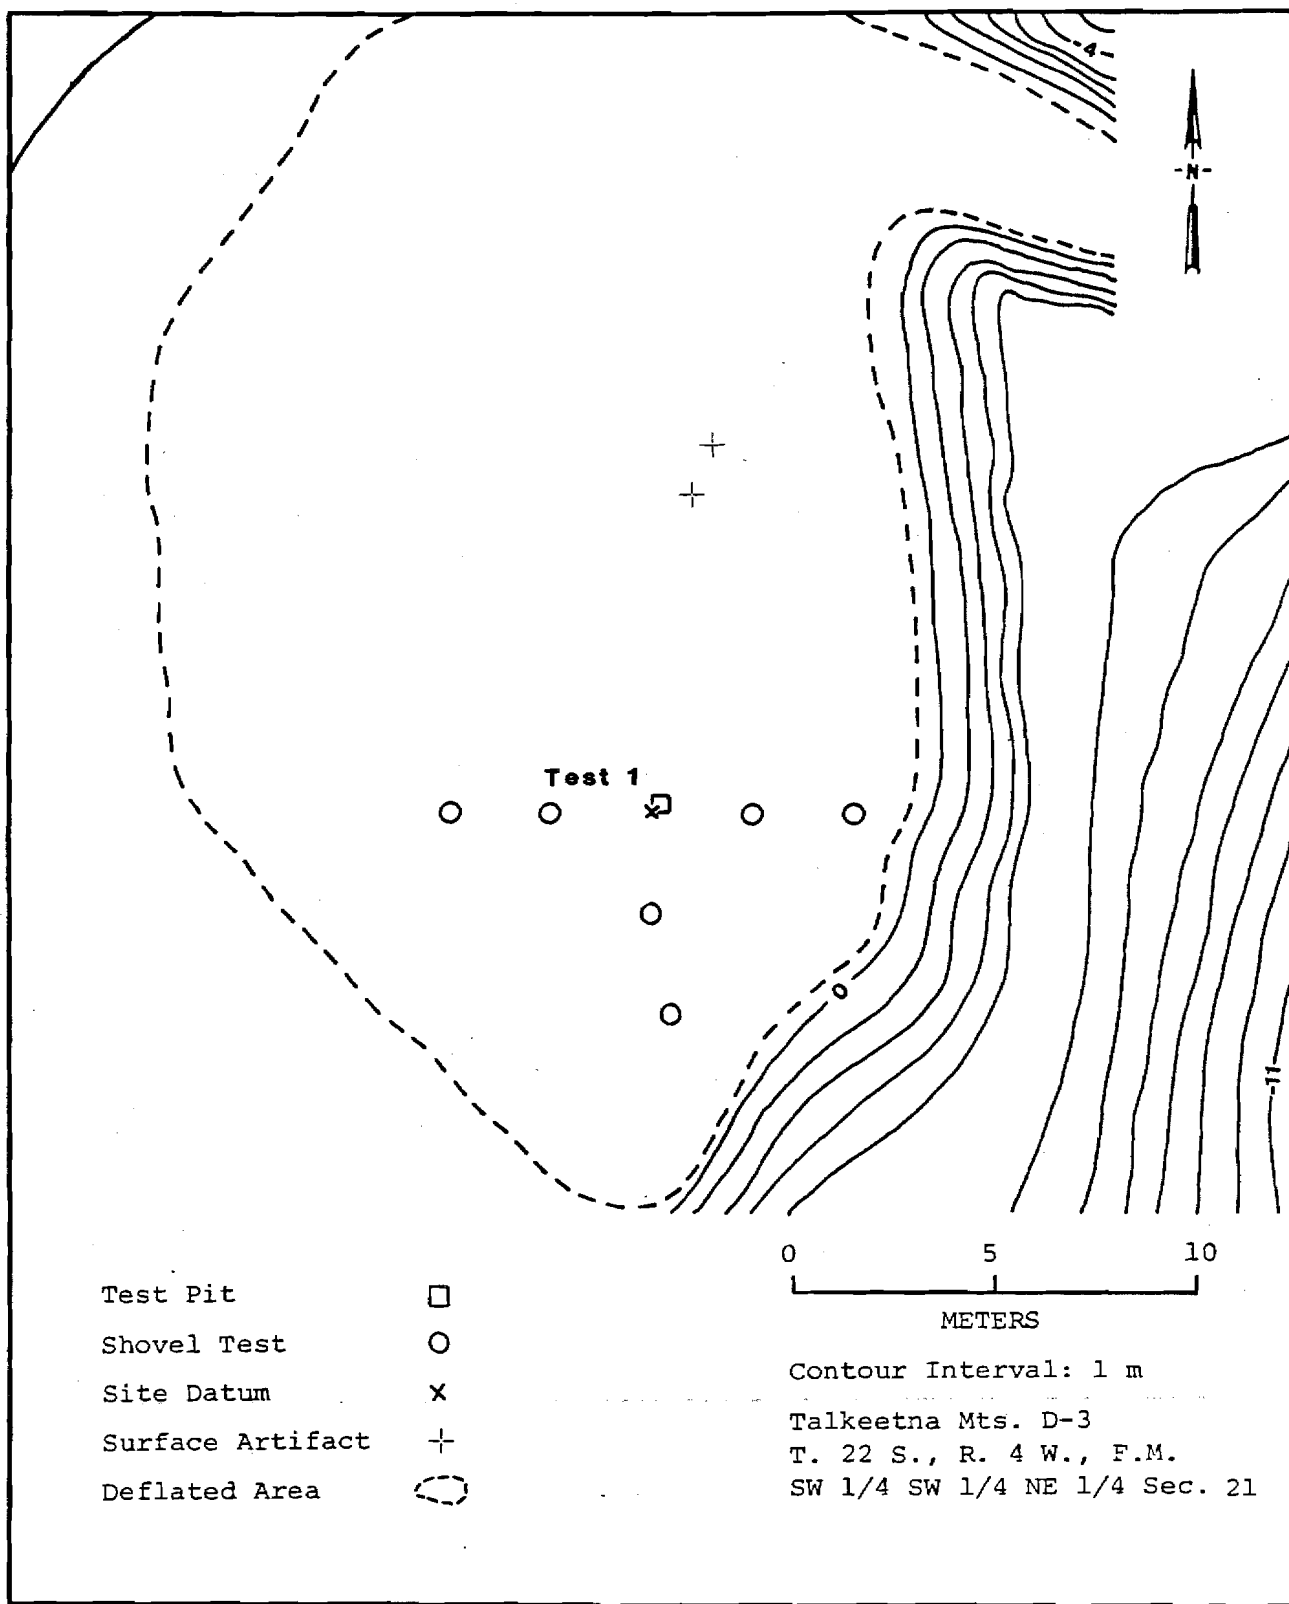 -4-
-N-
Test 1
0
-11-
0 5 10
METERS
Test Pit
Shovel Test
Site Datum
Surface Artifact
Deflated Area
Contour Interval: 1 m
Talkeetna Mts. D-3
T. 22 S., R. 4 W., F.M.
SW 1/4 SW 1/4 NE 1/4 Sec. 21